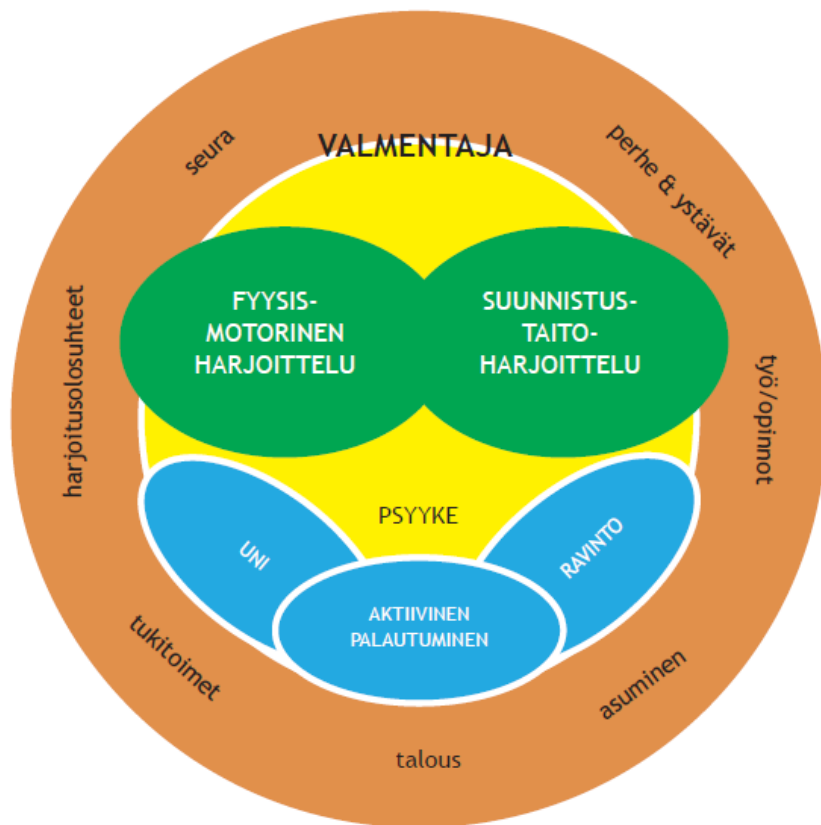 VALMENTAJA
seura
perhe & ystävät
FYYSIS-
MOTORINEN
HARJOITTELU
SUUNNISTUS-
TAITO-
HARJOITTELU
harjoitusolosuhteet
työ/opinnot
PSYYKE
UNI
RAVINTO
AKTIIVINEN
PALAUTUMINEN
tukitoimet
asuminen
talous